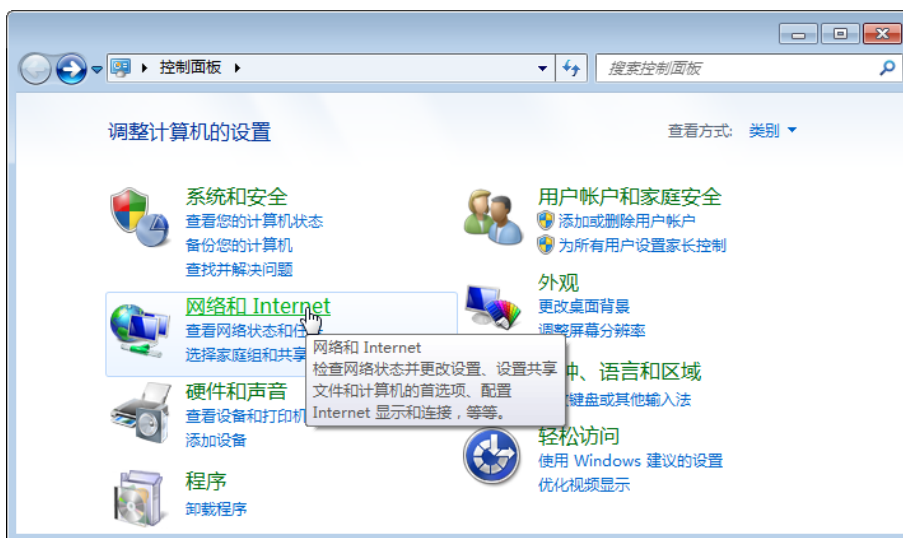 控制面板
搜索控制面板
调整计算机的设置
查看方式: 类别
系统和安全
查看您的计算机状态
备份您的计算机
查找并解决问题
网络和 Internet
查看网络状态和任
选择家庭组和共享
硬件和声音
查看设备和打印机
添加设备
程序
卸载程序
网络和 Internet
检查网络状态并更改设置、设置共享
文件和计算机的首选项、配置
Internet 显示和连接，等等。
用户帐户和家庭安全
添加或删除用户帐户
为所有用户设置家长控制
外观
更改桌面背景
调整屏幕分辨率
、语言和区域
键盘或其他输入法
轻松访问
使用 Windows 建议的设置
优化视频显示